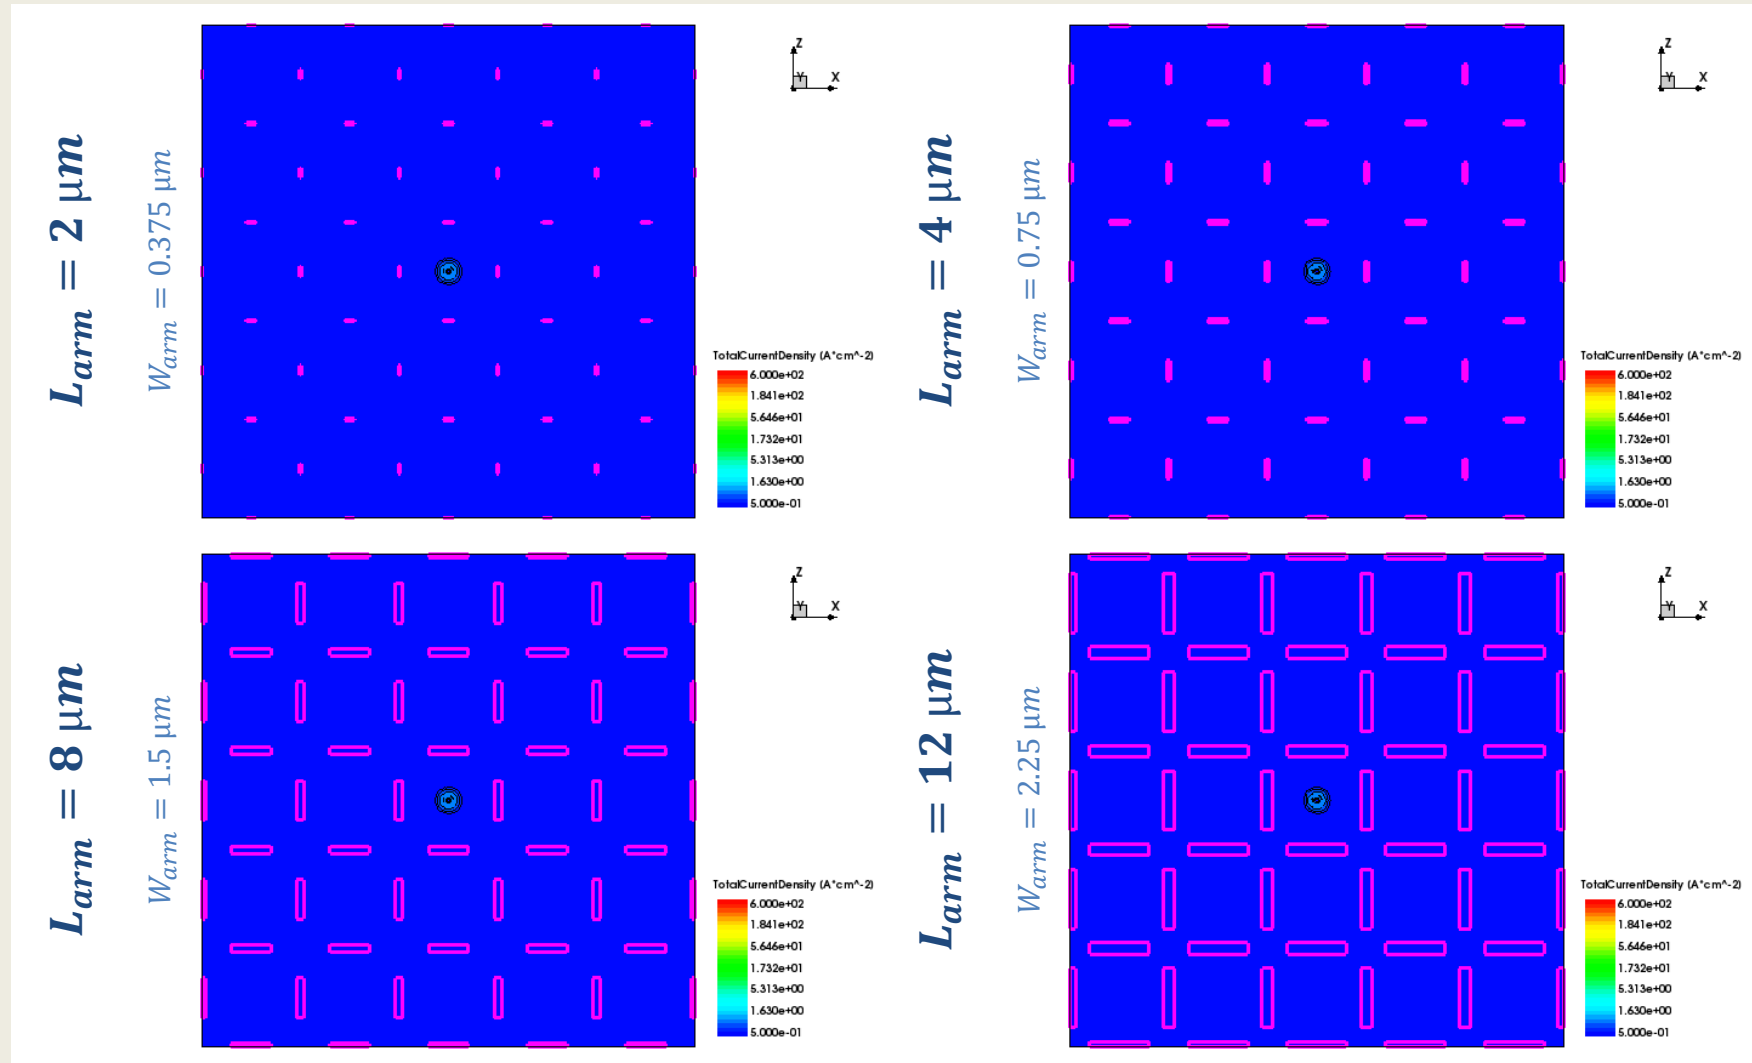 L_arm = 2 μm
W_arm = 0.375 μm
Z
Y
X
TotalCurrentDensity (A*cm^-2)
6.000e+02
1.841e+02
5.646e+01
1.732e+01
5.313e+00
1.630e+00
5.000e-01
L_arm = 4 μm
W_arm = 0.75 μm
Z
Y
X
TotalCurrentDensity (A*cm^-2)
6.000e+02
1.841e+02
5.646e+01
1.732e+01
5.313e+00
1.630e+00
5.000e-01
L_arm = 8 μm
W_arm = 1.5 μm
Z
Y
X
TotalCurrentDensity (A*cm^-2)
6.000e+02
1.841e+02
5.646e+01
1.732e+01
5.313e+00
1.630e+00
5.000e-01
L_arm = 12 μm
W_arm = 2.25 μm
Z
Y
X
TotalCurrentDensity (A*cm^-2)
6.000e+02
1.841e+02
5.646e+01
1.732e+01
5.313e+00
1.630e+00
5.000e-01